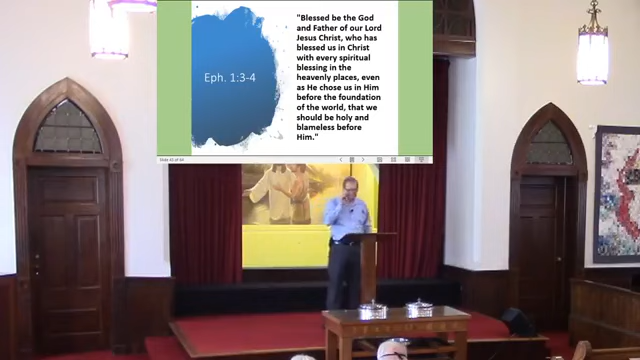 "Blessed be the God
and Father of our Lord
Jesus Christ, who has
blessed us in Christ
with every spiritual
blessing in the
heavenly places, even
as He chose us in Him
before the foundation
of the world, that we
should be holy and
blameless before
Him."
Eph. 1:3-4